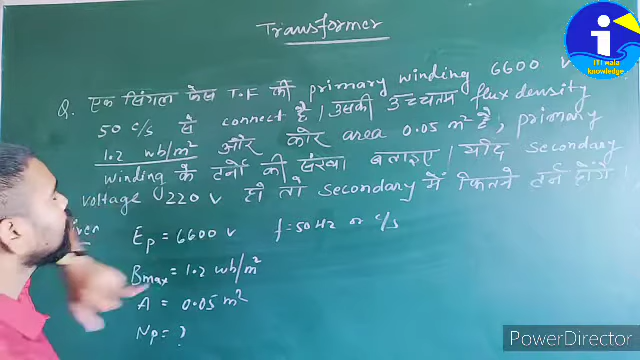 Transformer
Q. एक सिंगल फेस T.F की primary winding 6600 v
50 c/s से connect है। उसकी उच्चतम flux density
1.2 wb/m² और कोर area 0.05 m² है, primary
winding के टर्नो की संख्या बताइए। यदि secondary
voltage 220 v हो तो secondary में कितने टर्न होंगे।
Ep = 6600 v f = 50 Hz or c/s
Bmax = 1.2 wb/m²
A = 0.05 m²
Np = ?
i
ITI wala
knowledge
PowerDirector